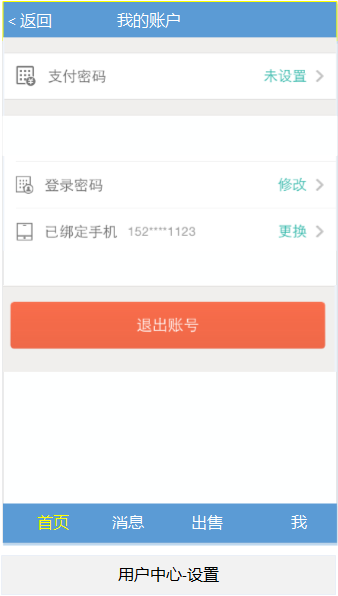 < 返回 我的账户
支付密码 未设置
登录密码 修改
已绑定手机 152****1123 更换
退出账号
首页 消息 出售 我
用户中心-设置